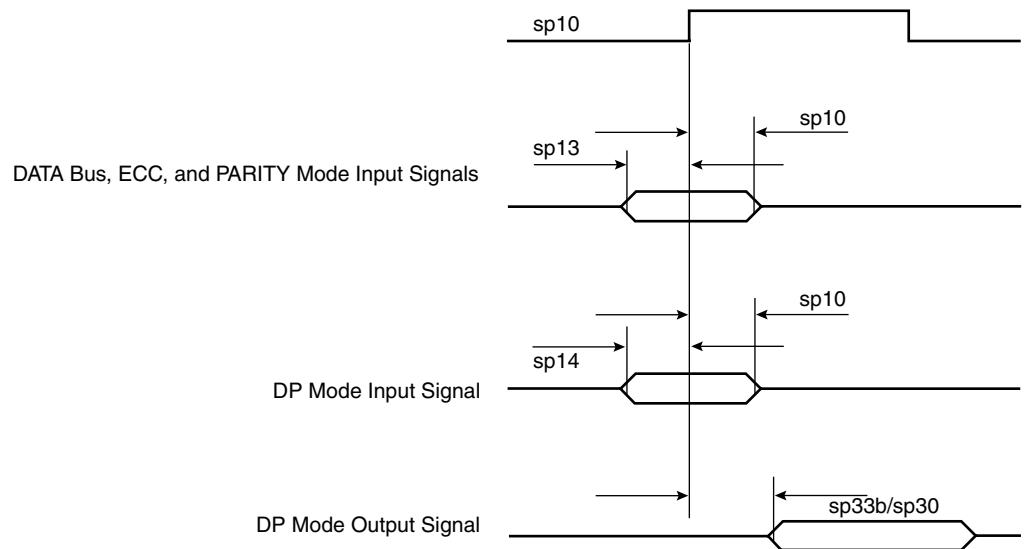 sp10
sp10
sp13
DATA Bus, ECC, and PARITY Mode Input Signals
sp10
sp14
DP Mode Input Signal
sp33b/sp30
DP Mode Output Signal